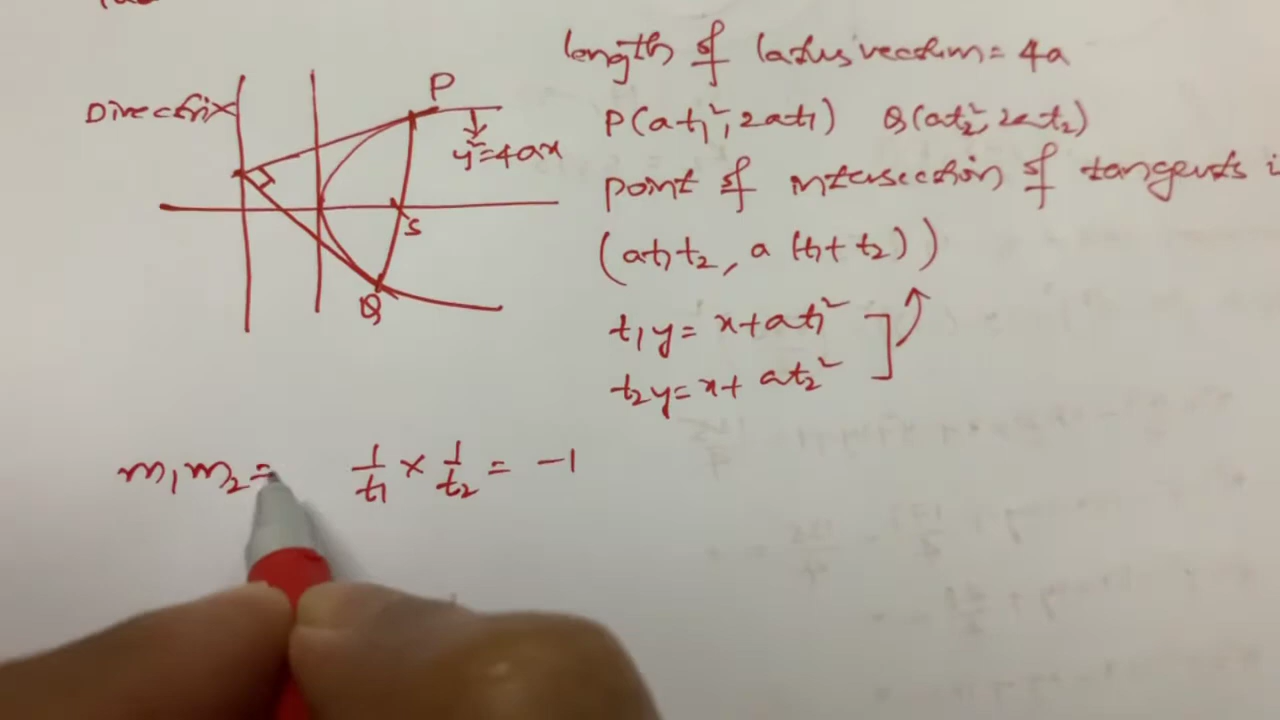 length of latus rectum = 4a
P
Directrix
P(at₁², 2at₁) Q(at₂², 2at₂)
y²=4ax
point of intersection of tangents i
S
(at₁t₂, a(t₁+t₂))
Q
t₁y = x+at₁²
t₂y = x+ at₂²
m₁m₂ = 1/t₁ × 1/t₂ = -1